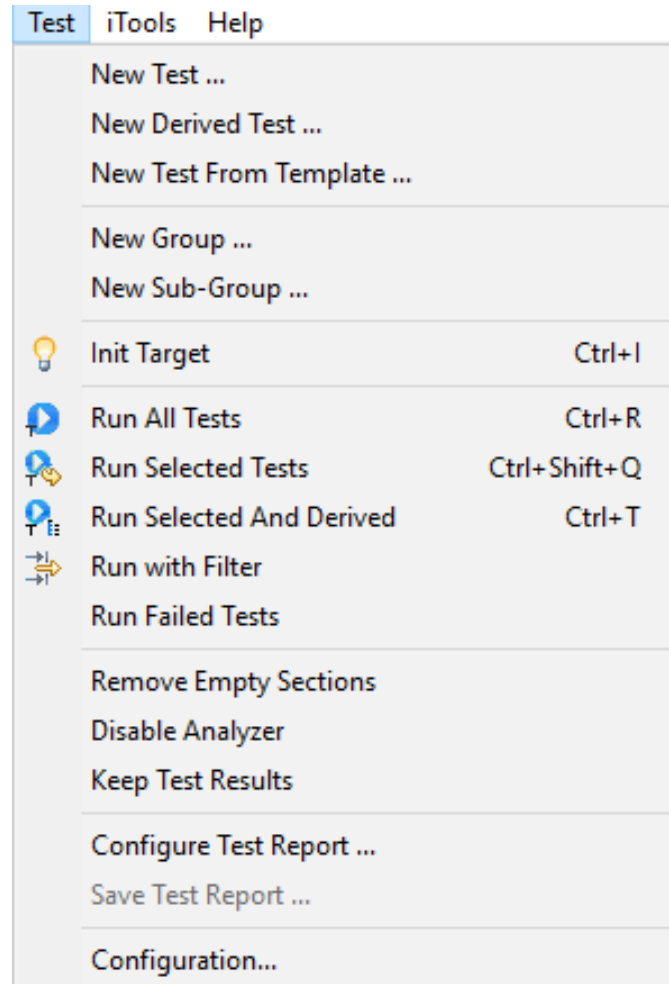 Test iTools Help
New Test ...
New Derived Test ...
New Test From Template ...
New Group ...
New Sub-Group ...
Init Target Ctrl+I
Run All Tests Ctrl+R
Run Selected Tests Ctrl+Shift+Q
Run Selected And Derived Ctrl+T
Run with Filter
Run Failed Tests
Remove Empty Sections
Disable Analyzer
Keep Test Results
Configure Test Report ...
Save Test Report ...
Configuration...